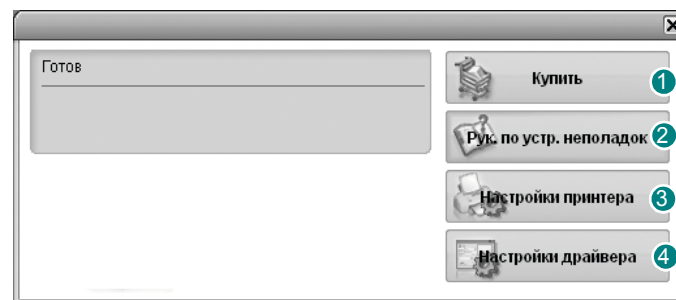 Готов
Купить 1
Рук. по устр. неполадок 2
Настройки принтера 3
Настройки драйвера 4